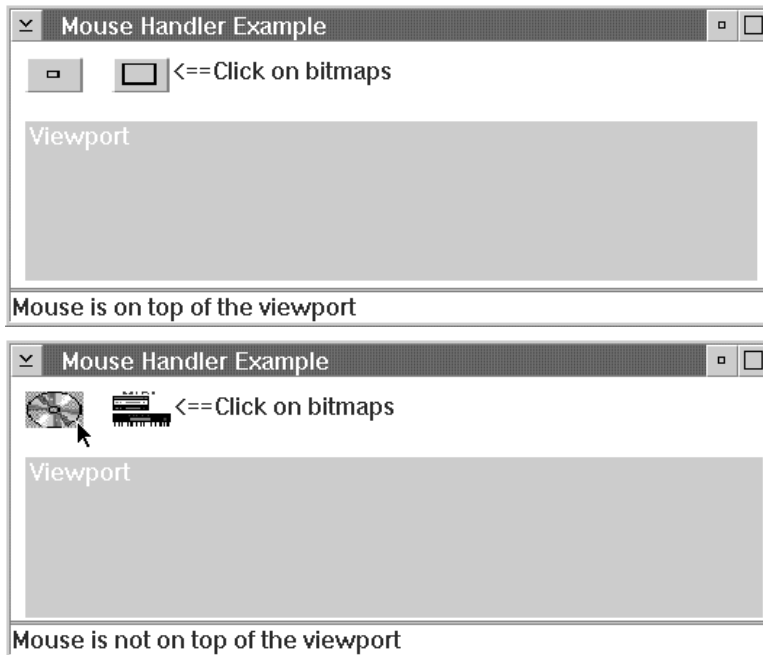 Mouse Handler Example
<==Click on bitmaps
Viewport
Mouse is on top of the viewport
Mouse Handler Example
<==Click on bitmaps
Viewport
Mouse is not on top of the viewport